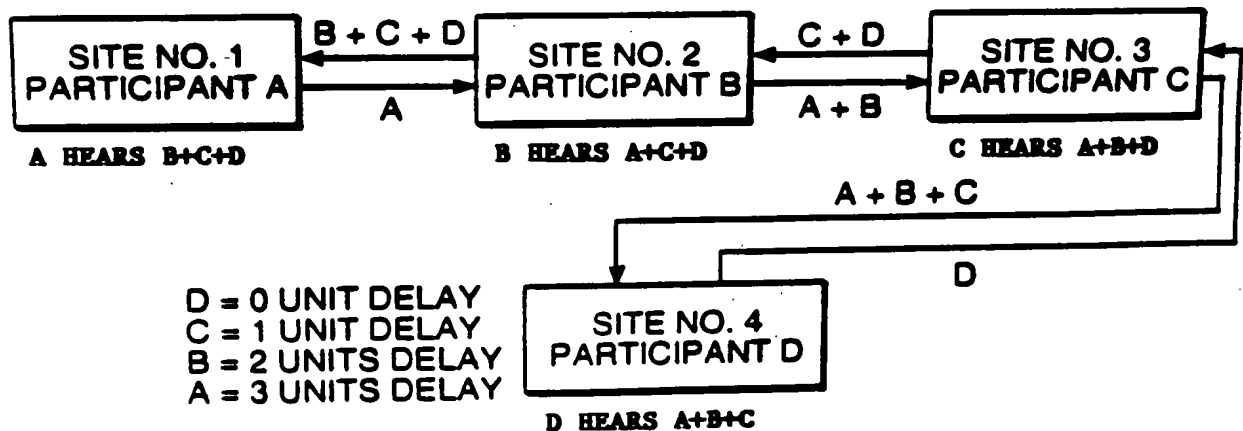 B + C + D
C + D
SITE NO. 1
PARTICIPANT A
SITE NO. 2
PARTICIPANT B
SITE NO. 3
PARTICIPANT C
A
A + B
A HEARS B+C+D
B HEARS A+C+D
C HEARS A+B+D
A + B + C
D
D = 0 UNIT DELAY
C = 1 UNIT DELAY
B = 2 UNITS DELAY
A = 3 UNITS DELAY
SITE NO. 4
PARTICIPANT D
D HEARS A+B+C